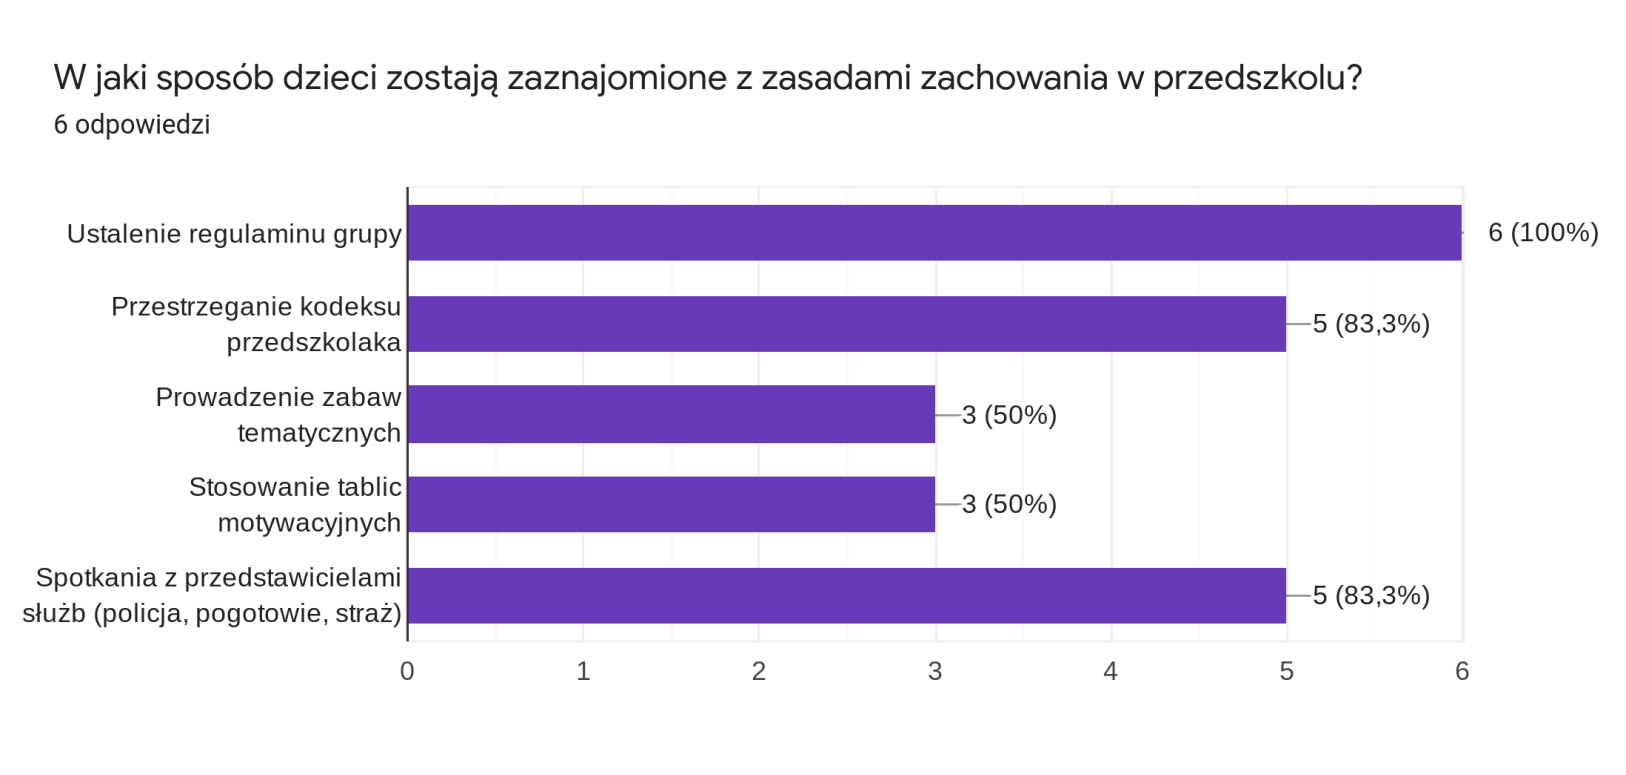 W jaki sposób dzieci zostają zaznajomione z zasadami zachowania w przedszkolu?
6 odpowiedzi
Ustalenie regulaminu grupy
6 (100%)
Przestrzeganie kodeksu
przedszkolaka
5 (83,3%)
Prowadzenie zabaw
tematycznych
3 (50%)
Stosowanie tablic
motywacyjnych
3 (50%)
Spotkania z przedstawicielami
służb (policja, pogotowie, straż)
5 (83,3%)
0 1 2 3 4 5 6